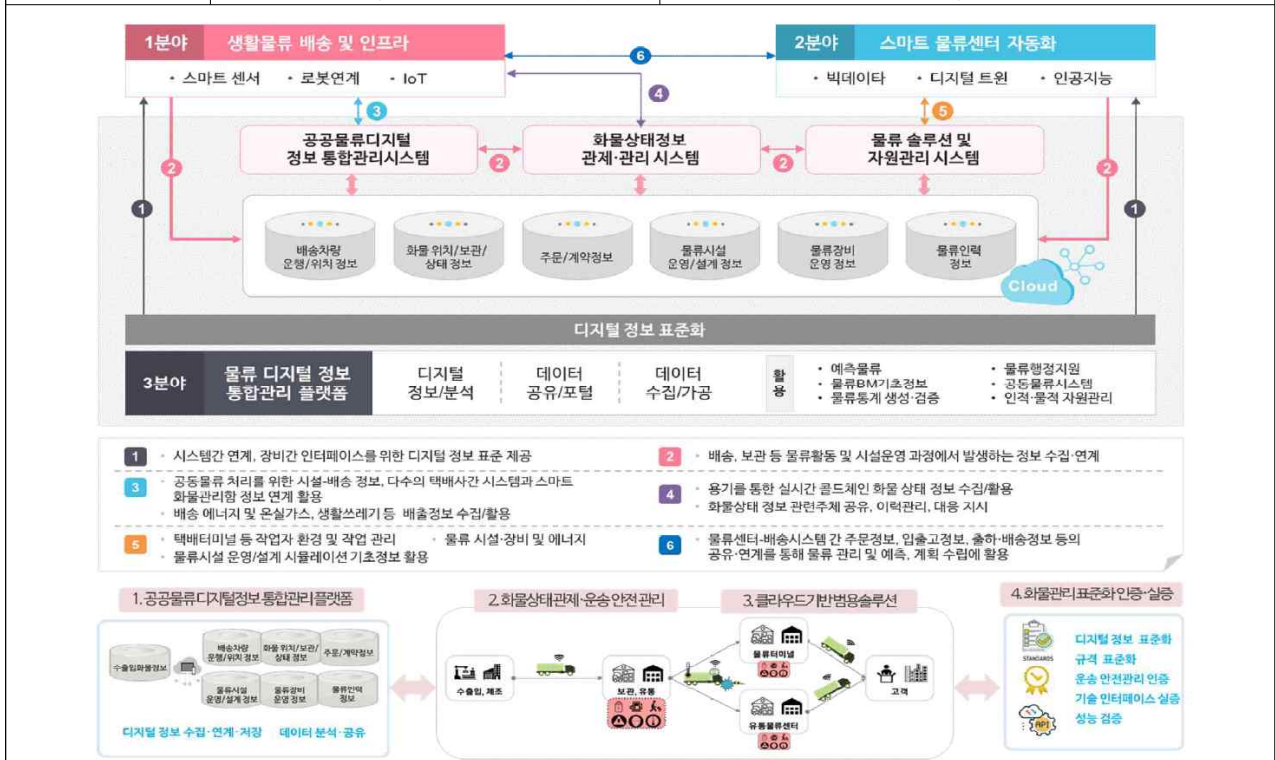 1분야 생활물류 배송 및 인프라
• 스마트 센서 • 로봇연계 • IoT
6
2분야 스마트 물류센터 자동화
• 빅데이타 • 디지털 트윈 • 인공지능
4
3
5
공공물류디지털
정보 통합관리시스템
2
화물상태정보
관제·관리 시스템
2
물류 솔루션 및
자원관리 시스템
2
2
1
1
배송차량
운행/위치 정보
화물 위치/보관/
상태 정보
주문/계약정보
물류시설
운영/설계 정보
물류장비
운영 정보
물류인력
정보
Cloud
디지털 정보 표준화
3분야
물류 디지털 정보
통합관리 플랫폼
디지털
정보/분석
데이터
공유/포털
데이터
수집/가공
활
용
• 예측물류
• 물류BM기초정보
• 물류통계 생성·검증
• 물류행정지원
• 공동물류시스템
• 인적·물적 자원관리
1 • 시스템간 연계, 장비간 인터페이스를 위한 디지털 정보 표준 제공
2 • 배송, 보관 등 물류활동 및 시설운영 과정에서 발생하는 정보 수집·연계
3 • 공동물류 처리를 위한 시설-배송 정보, 다수의 택배사간 시스템과 스마트
화물관리함 정보 연계 활용
• 배송 에너지 및 온실가스, 생활쓰레기 등 배출정보 수집/활용
4 • 용기를 통한 실시간 콜드체인 화물 상태 정보 수집/활용
• 화물상태 정보 관련주체 공유, 이력관리, 대응 지시
5 • 택배터미널 등 작업자 환경 및 작업 관리 • 물류 시설·장비 및 에너지
• 물류시설 운영/설계 시뮬레이션 기초정보 활용
6 • 물류센터-배송시스템 간 주문정보, 입출고정보, 출하·배송정보 등의
공유·연계를 통해 물류 관리 및 예측, 계획 수립에 활용
1. 공공물류디지털정보통합관리플랫폼
수출입화물정보
배송차량
운행/위치 정보
화물 위치/보관/
상태 정보
주문/계약정보
물류시설
운영/설계 정보
물류장비
운영 정보
물류인력
정보
디지털 정보 수집·연계·저장 데이터 분석·공유
2. 화물상태관제·운송안전관리
3. 클라우드기반범용솔루션
수출입, 제조
보관, 유통
물류터미널
유통물류센터
고객
4. 화물관리표준화인증·실증
STANDARDS
API
디지털 정보 표준화
규격 표준화
운송 안전관리 인증
기술 인터페이스 실증
성능 검증